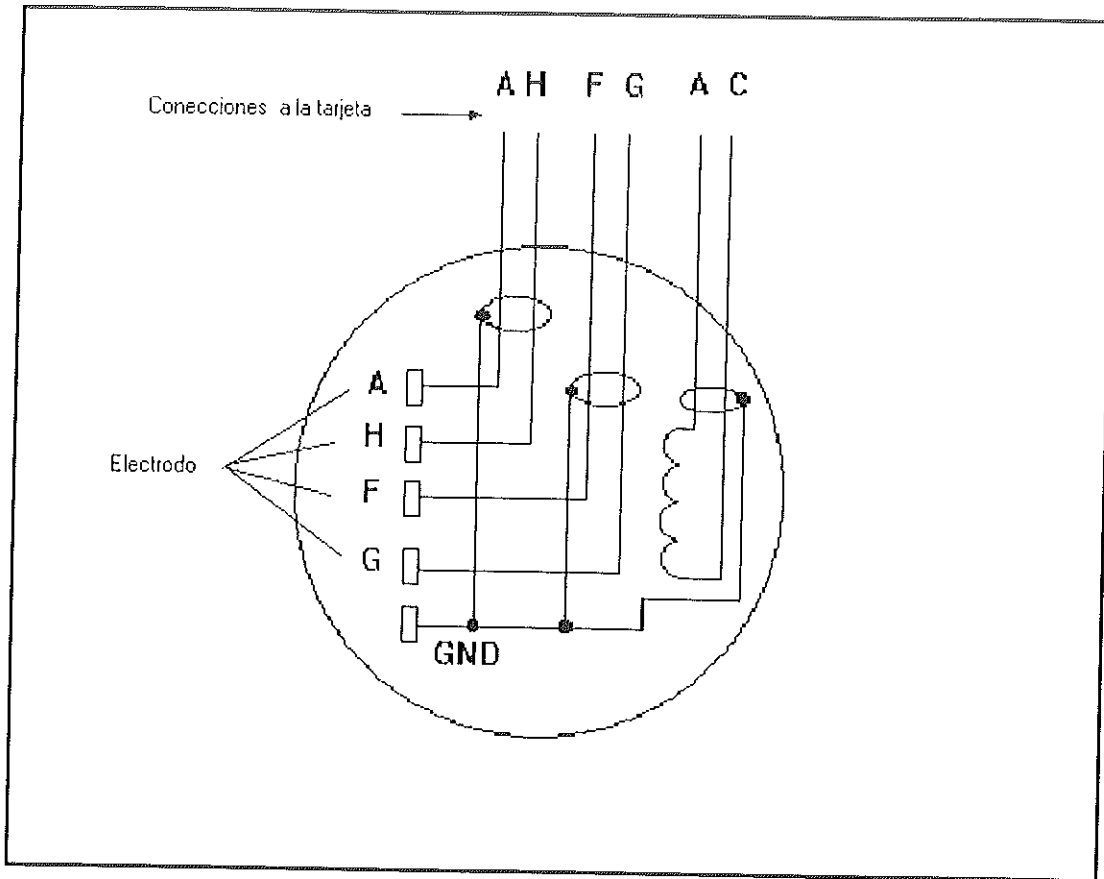 A H F G A C
Conecciones a la tarjeta
A
H
Electrodo
F
G
GND